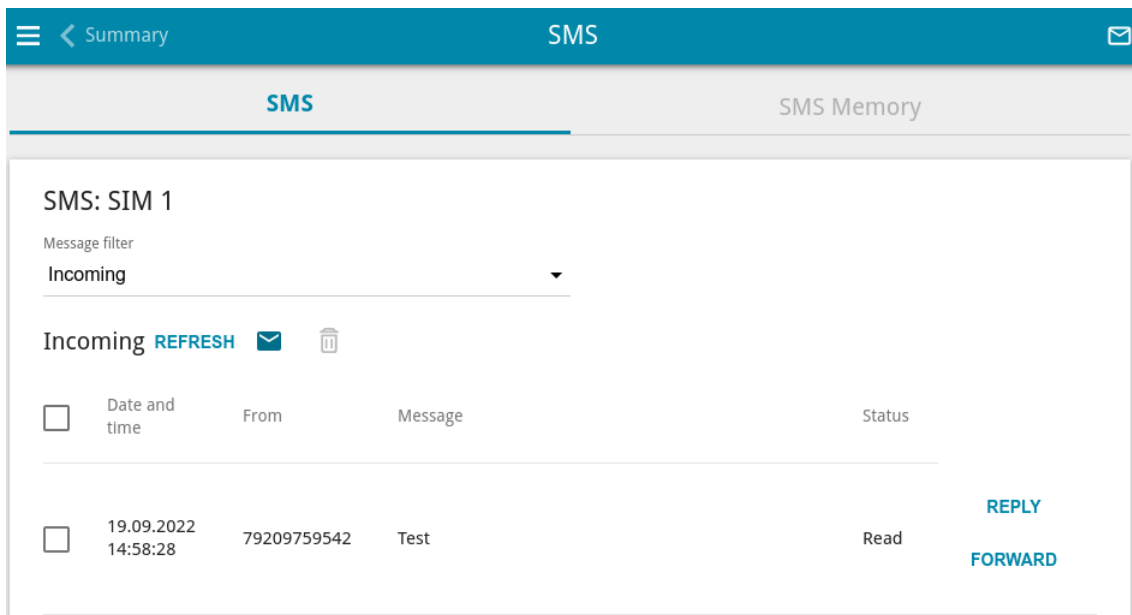 Summary
SMS
SMS
SMS Memory
SMS: SIM 1
Message filter
Incoming
Incoming REFRESH
Date and time
From
Message
Status
19.09.2022
14:58:28
79209759542
Test
Read
REPLY
FORWARD